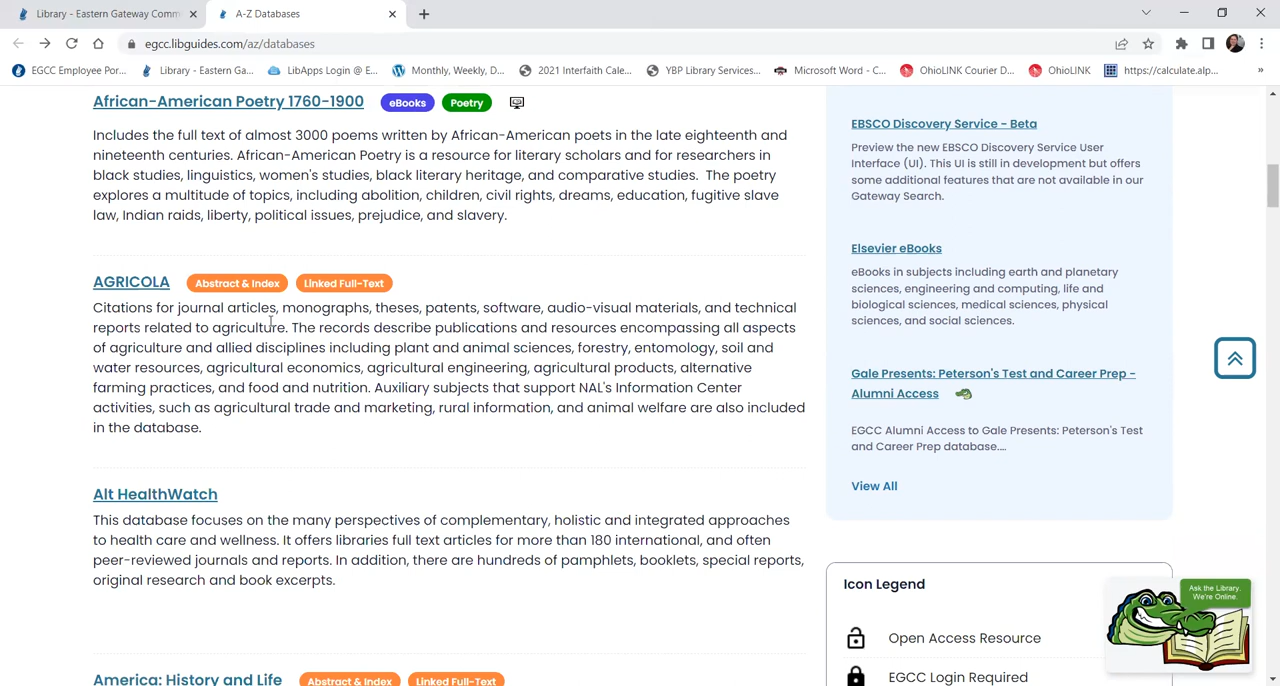 Library - Eastern Gateway Comm
A-Z Databases
egcc.libguides.com/az/databases
EGCC Employee Por...
Library - Eastern Ga...
LibApps Login @ E...
Monthly, Weekly, D...
2021 Interfaith Cale...
YBP Library Services...
Microsoft Word - C...
OhioLINK Courier D...
OhioLINK
https://calculate.alp...
»
African-American Poetry 1760-1900 eBooks Poetry
Includes the full text of almost 3000 poems written by African-American poets in the late eighteenth and
nineteenth centuries. African-American Poetry is a resource for literary scholars and for researchers in
black studies, linguistics, women's studies, black literary heritage, and comparative studies. The poetry
explores a multitude of topics, including abolition, children, civil rights, dreams, education, fugitive slave
law, Indian raids, liberty, political issues, prejudice, and slavery.
AGRICOLA Abstract & Index Linked Full-Text
Citations for journal articles, monographs, theses, patents, software, audio-visual materials, and technical
reports related to agriculture. The records describe publications and resources encompassing all aspects
of agriculture and allied disciplines including plant and animal sciences, forestry, entomology, soil and
water resources, agricultural economics, agricultural engineering, agricultural products, alternative
farming practices, and food and nutrition. Auxiliary subjects that support NAL's Information Center
activities, such as agricultural trade and marketing, rural information, and animal welfare are also included
in the database.
Alt HealthWatch
This database focuses on the many perspectives of complementary, holistic and integrated approaches
to health care and wellness. It offers libraries full text articles for more than 180 international, and often
peer-reviewed journals and reports. In addition, there are hundreds of pamphlets, booklets, special reports,
original research and book excerpts.
America: History and Life Abstract & Index Linked Full-Text
EBSCO Discovery Service - Beta
Preview the new EBSCO Discovery Service User
Interface (UI). This UI is still in development but offers
some additional features that are not available in our
Gateway Search.
Elsevier eBooks
eBooks in subjects including earth and planetary
sciences, engineering and computing, life and
biological sciences, medical sciences, physical
sciences, and social sciences.
Gale Presents: Peterson's Test and Career Prep -
Alumni Access
EGCC Alumni Access to Gale Presents: Peterson's Test
and Career Prep database....
View All
Icon Legend
Open Access Resource
EGCC Login Required
Ask the Library.
We're Online.